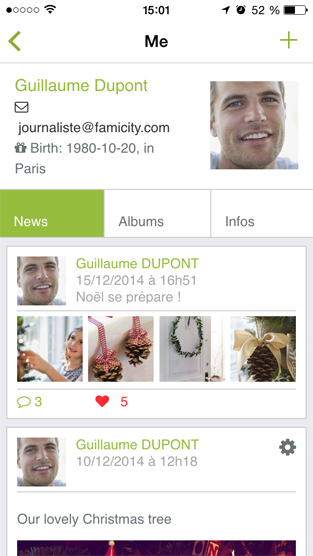 15:01
52 %
Me
Guillaume Dupont
journaliste@famicity.com
Birth: 1980-10-20, in
Paris
News
Albums
Infos
Guillaume DUPONT
15/12/2014 à 16h51
Noël se prépare !
3
5
Guillaume DUPONT
10/12/2014 à 12h18
Our lovely Christmas tree